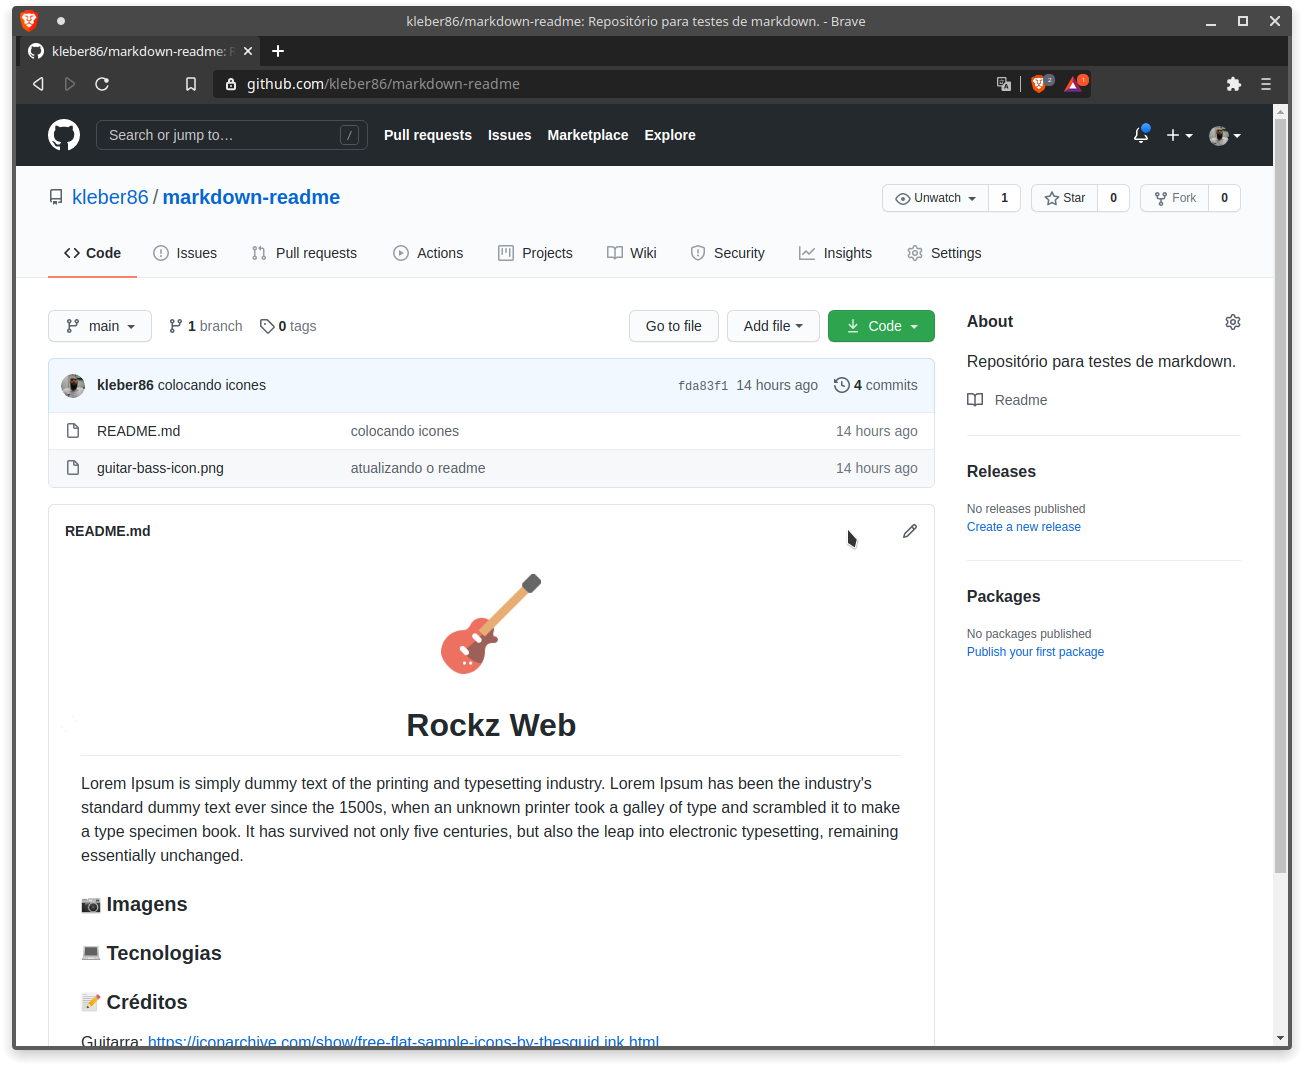 kleber86/markdown-readme: Repositório para testes de markdown. - Brave
kleber86/markdown-readme: R
github.com/kleber86/markdown-readme
2
1
Search or jump to…
/
Pull requests
Issues
Marketplace
Explore
kleber86 / markdown-readme
Unwatch
1
Star
0
Fork
0
Code
Issues
Pull requests
Actions
Projects
Wiki
Security
Insights
Settings
main
1 branch
0 tags
Go to file
Add file
Code
kleber86 colocando icones
fda83f1 14 hours ago
4 commits
README.md
colocando icones
14 hours ago
guitar-bass-icon.png
atualizando o readme
14 hours ago
README.md
Rockz Web
Lorem Ipsum is simply dummy text of the printing and typesetting industry. Lorem Ipsum has been the industry's
standard dummy text ever since the 1500s, when an unknown printer took a galley of type and scrambled it to make
a type specimen book. It has survived not only five centuries, but also the leap into electronic typesetting, remaining
essentially unchanged.
Imagens
Tecnologias
Créditos
Guitarra: https://iconarchive.com/show/free-flat-sample-icons-by-thesquid.ink.html
About
Repositório para testes de markdown.
Readme
Releases
No releases published
Create a new release
Packages
No packages published
Publish your first package